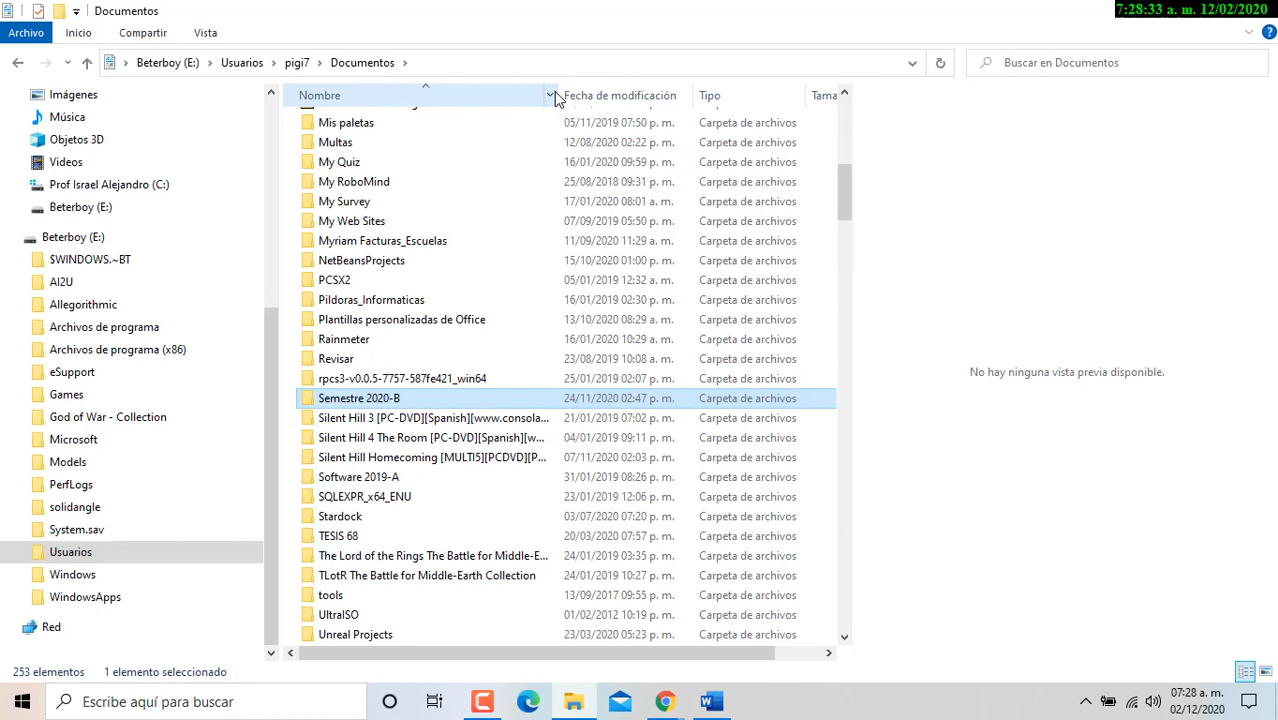 Documentos
7:28:33 a. m. 12/02/2020
Archivo Inicio Compartir Vista
Beterboy (E:) Usuarios pigi7 Documentos
Buscar en Documentos
Imágenes
Música
Objetos 3D
Videos
Prof Israel Alejandro (C:)
Beterboy (E:)
Beterboy (E:)
$WINDOWS.~BT
AI2U
Allegorithmic
Archivos de programa
Archivos de programa (x86)
eSupport
Games
God of War - Collection
Microsoft
Models
PerfLogs
solidangle
System.sav
Usuarios
Windows
WindowsApps
Red
Nombre Fecha de modificación Tipo Tama
Mis paletas 05/11/2019 07:50 p. m. Carpeta de archivos
Multas 12/08/2020 02:22 p. m. Carpeta de archivos
My Quiz 16/01/2020 09:59 p. m. Carpeta de archivos
My RoboMind 25/08/2018 09:31 p. m. Carpeta de archivos
My Survey 17/01/2020 08:01 a. m. Carpeta de archivos
My Web Sites 07/09/2019 05:50 p. m. Carpeta de archivos
Myriam Facturas_Escuelas 11/09/2020 11:29 a. m. Carpeta de archivos
NetBeansProjects 15/10/2020 01:00 p. m. Carpeta de archivos
PCSX2 05/01/2019 12:32 a. m. Carpeta de archivos
Pildoras_Informaticas 16/01/2019 02:30 p. m. Carpeta de archivos
Plantillas personalizadas de Office 13/10/2020 08:29 a. m. Carpeta de archivos
Rainmeter 16/01/2020 10:29 a. m. Carpeta de archivos
Revisar 23/08/2019 10:08 a. m. Carpeta de archivos
rpcs3-v0.0.5-7757-587fe421_win64 25/01/2019 02:07 p. m. Carpeta de archivos
Semestre 2020-B 24/11/2020 02:47 p. m. Carpeta de archivos
Silent Hill 3 [PC-DVD][Spanish][www.consola... 21/01/2019 07:02 p. m. Carpeta de archivos
Silent Hill 4 The Room [PC-DVD][Spanish][w... 04/01/2019 09:11 p. m. Carpeta de archivos
Silent Hill Homecoming [MULTI5][PCDVD][P... 07/11/2020 02:03 p. m. Carpeta de archivos
Software 2019-A 31/01/2019 08:26 p. m. Carpeta de archivos
SQLEXPR_x64_ENU 23/01/2019 12:06 p. m. Carpeta de archivos
Stardock 03/07/2020 07:20 p. m. Carpeta de archivos
TESIS 68 20/03/2020 07:57 p. m. Carpeta de archivos
The Lord of the Rings The Battle for Middle-E... 24/01/2019 03:35 p. m. Carpeta de archivos
TLotR The Battle for Middle-Earth Collection 24/01/2019 10:27 p. m. Carpeta de archivos
tools 13/09/2017 09:55 p. m. Carpeta de archivos
UltraISO 01/02/2012 10:19 p. m. Carpeta de archivos
Unreal Projects 23/03/2020 05:23 p. m. Carpeta de archivos
No hay ninguna vista previa disponible.
253 elementos 1 elemento seleccionado
Escribe aquí para buscar
07:28 a. m.
02/12/2020